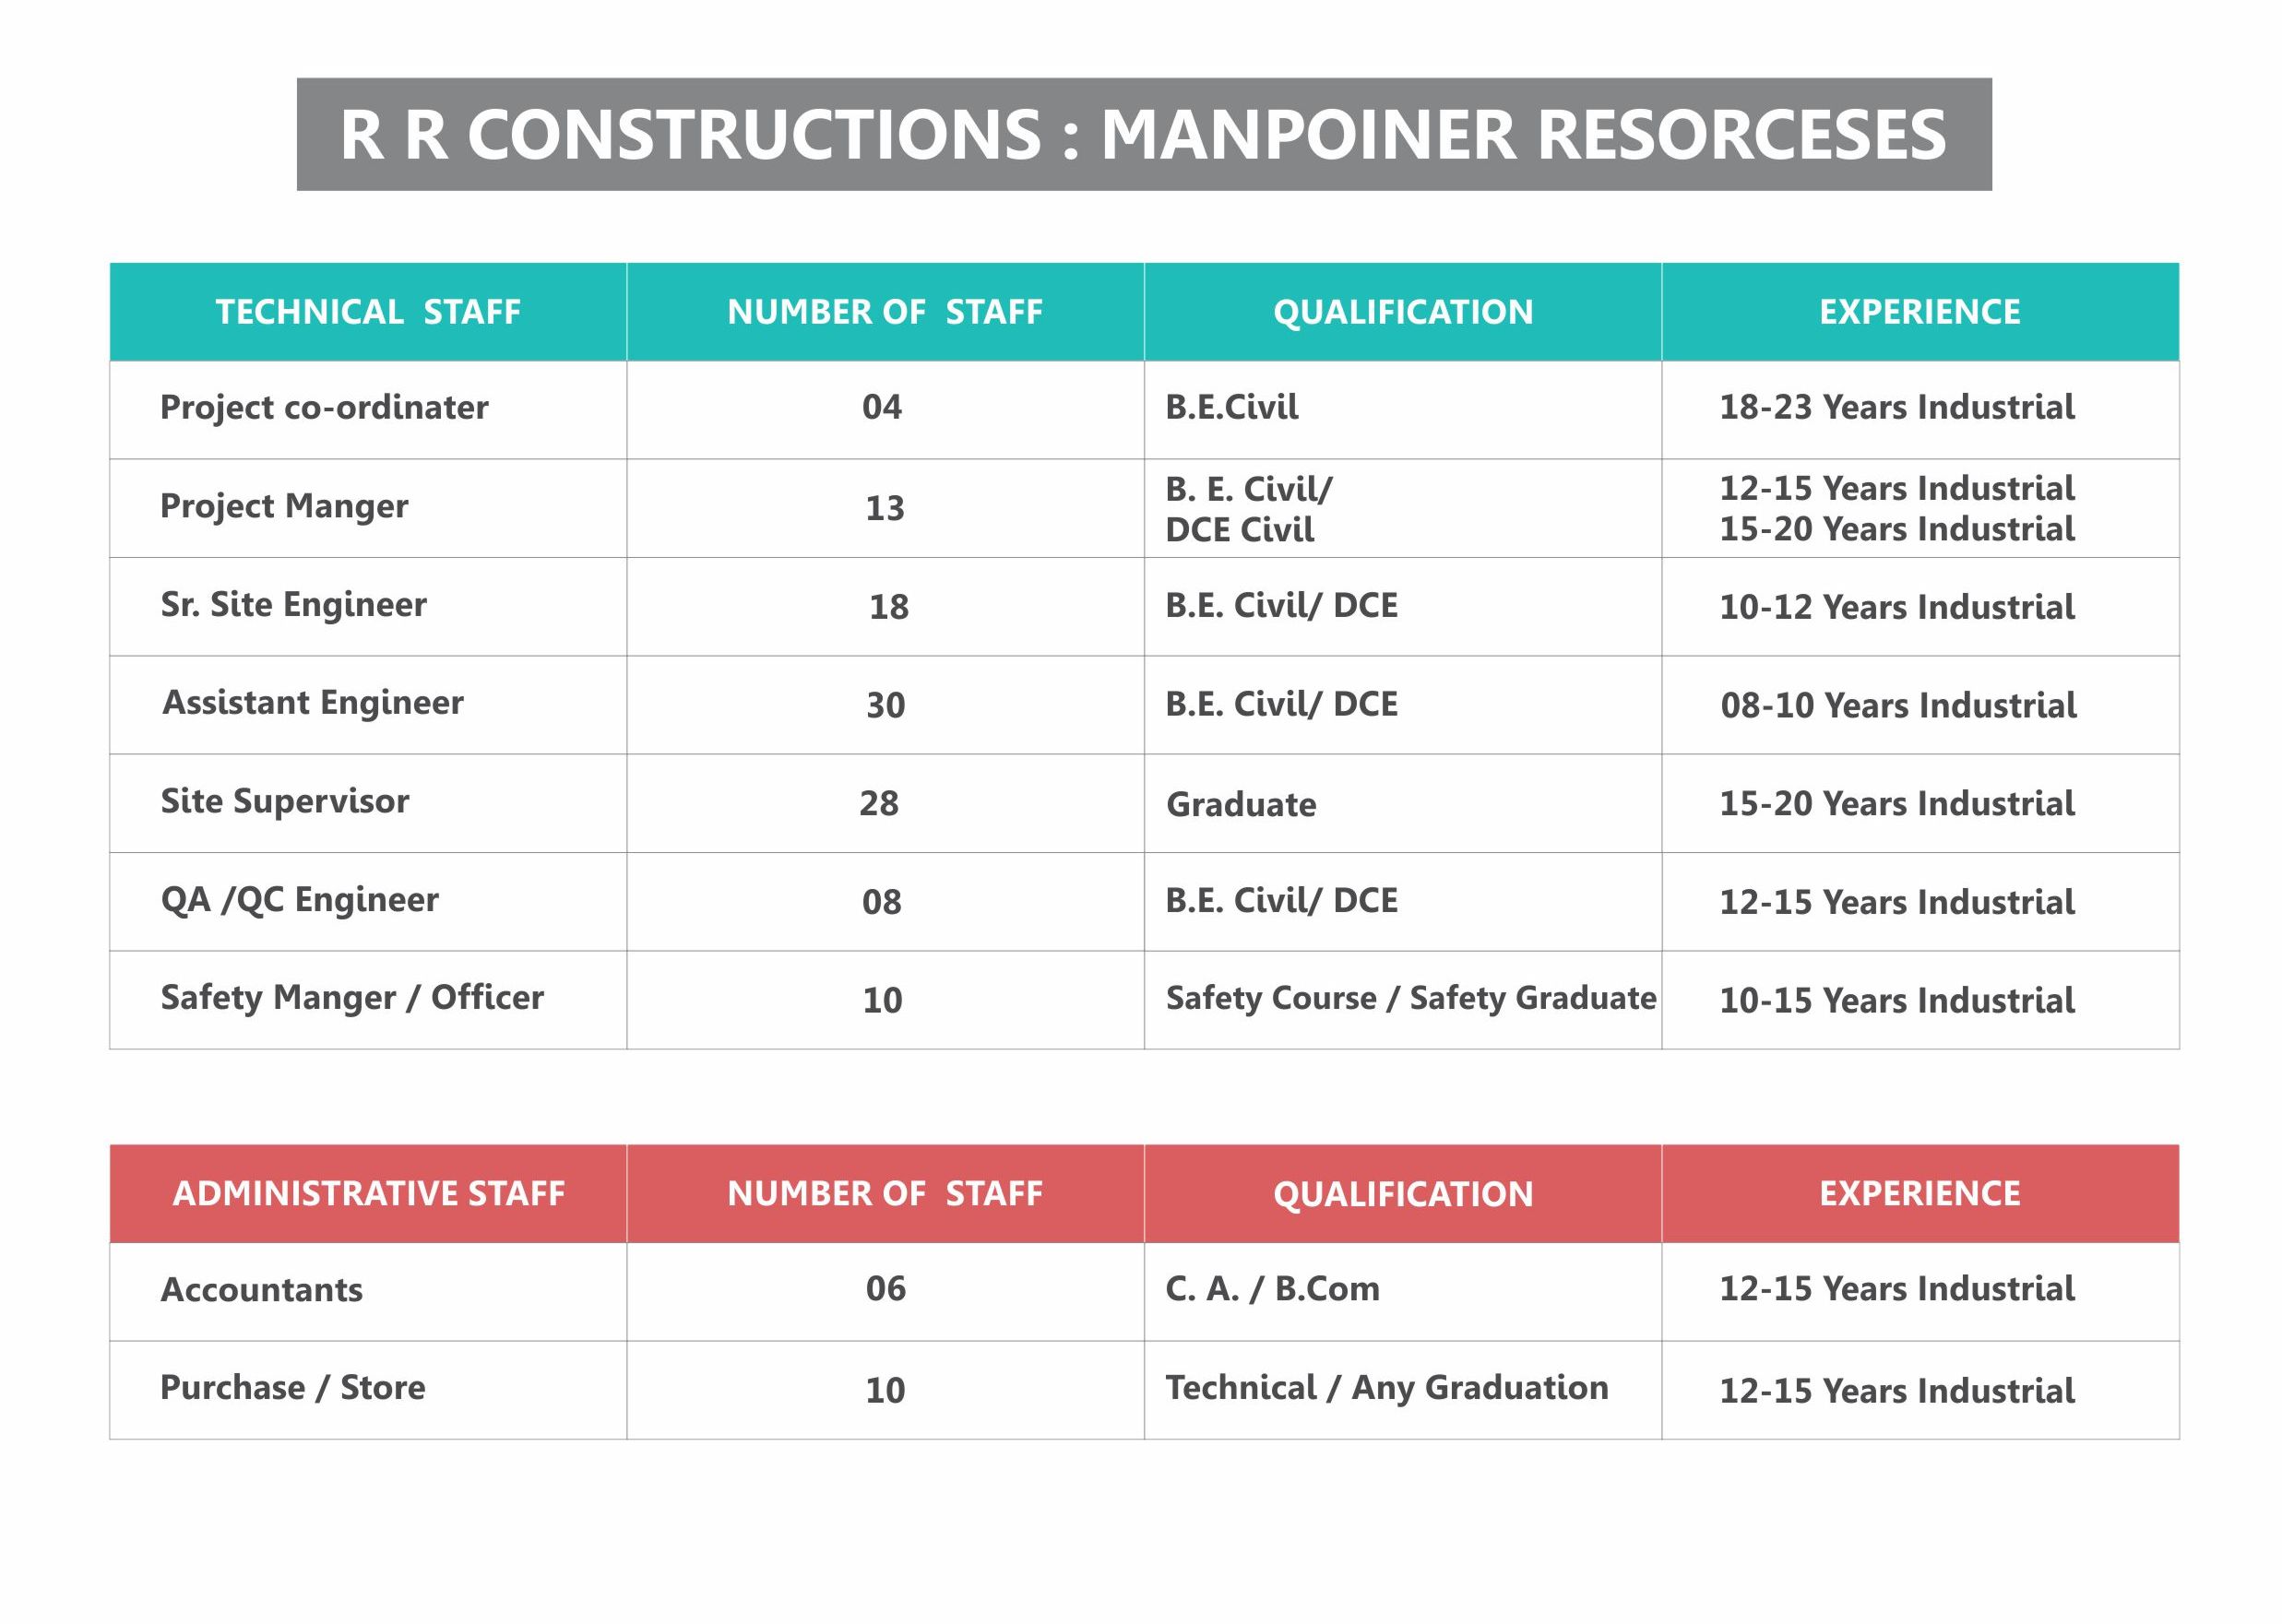 R R CONSTRUCTIONS : MANPOINER RESORCESES
TECHNICAL STAFF NUMBER OF STAFF QUALIFICATION EXPERIENCE
Project co-ordinater 04 B.E.Civil 18-23 Years Industrial
Project Manger 13 B. E. Civil/ 12-15 Years Industrial
DCE Civil 15-20 Years Industrial
Sr. Site Engineer 18 B.E. Civil/ DCE 10-12 Years Industrial
Assistant Engineer 30 B.E. Civil/ DCE 08-10 Years Industrial
Site Supervisor 28 Graduate 15-20 Years Industrial
QA /QC Engineer 08 B.E. Civil/ DCE 12-15 Years Industrial
Safety Manger / Officer 10 Safety Course / Safety Graduate 10-15 Years Industrial
ADMINISTRATIVE STAFF NUMBER OF STAFF QUALIFICATION EXPERIENCE
Accountants 06 C. A. / B.Com 12-15 Years Industrial
Purchase / Store 10 Technical / Any Graduation 12-15 Years Industrial